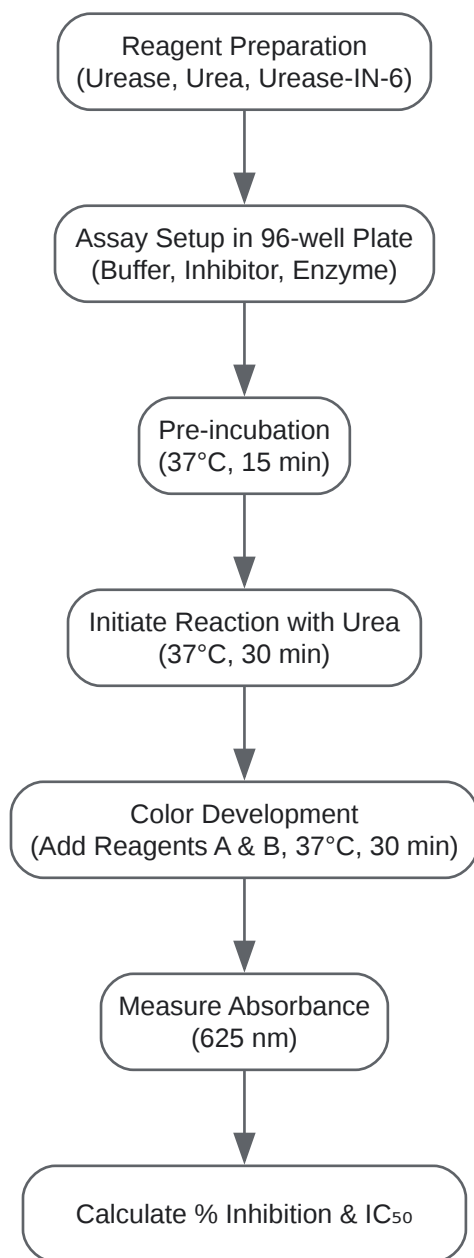 Reagent Preparation
(Urease, Urea, Urease-IN-6)
Assay Setup in 96-well Plate
(Buffer, Inhibitor, Enzyme)
Pre-incubation
(37°C, 15 min)
Initiate Reaction with Urea
(37°C, 30 min)
Color Development
(Add Reagents A & B, 37°C, 30 min)
Measure Absorbance
(625 nm)
Calculate % Inhibition & IC₅₀